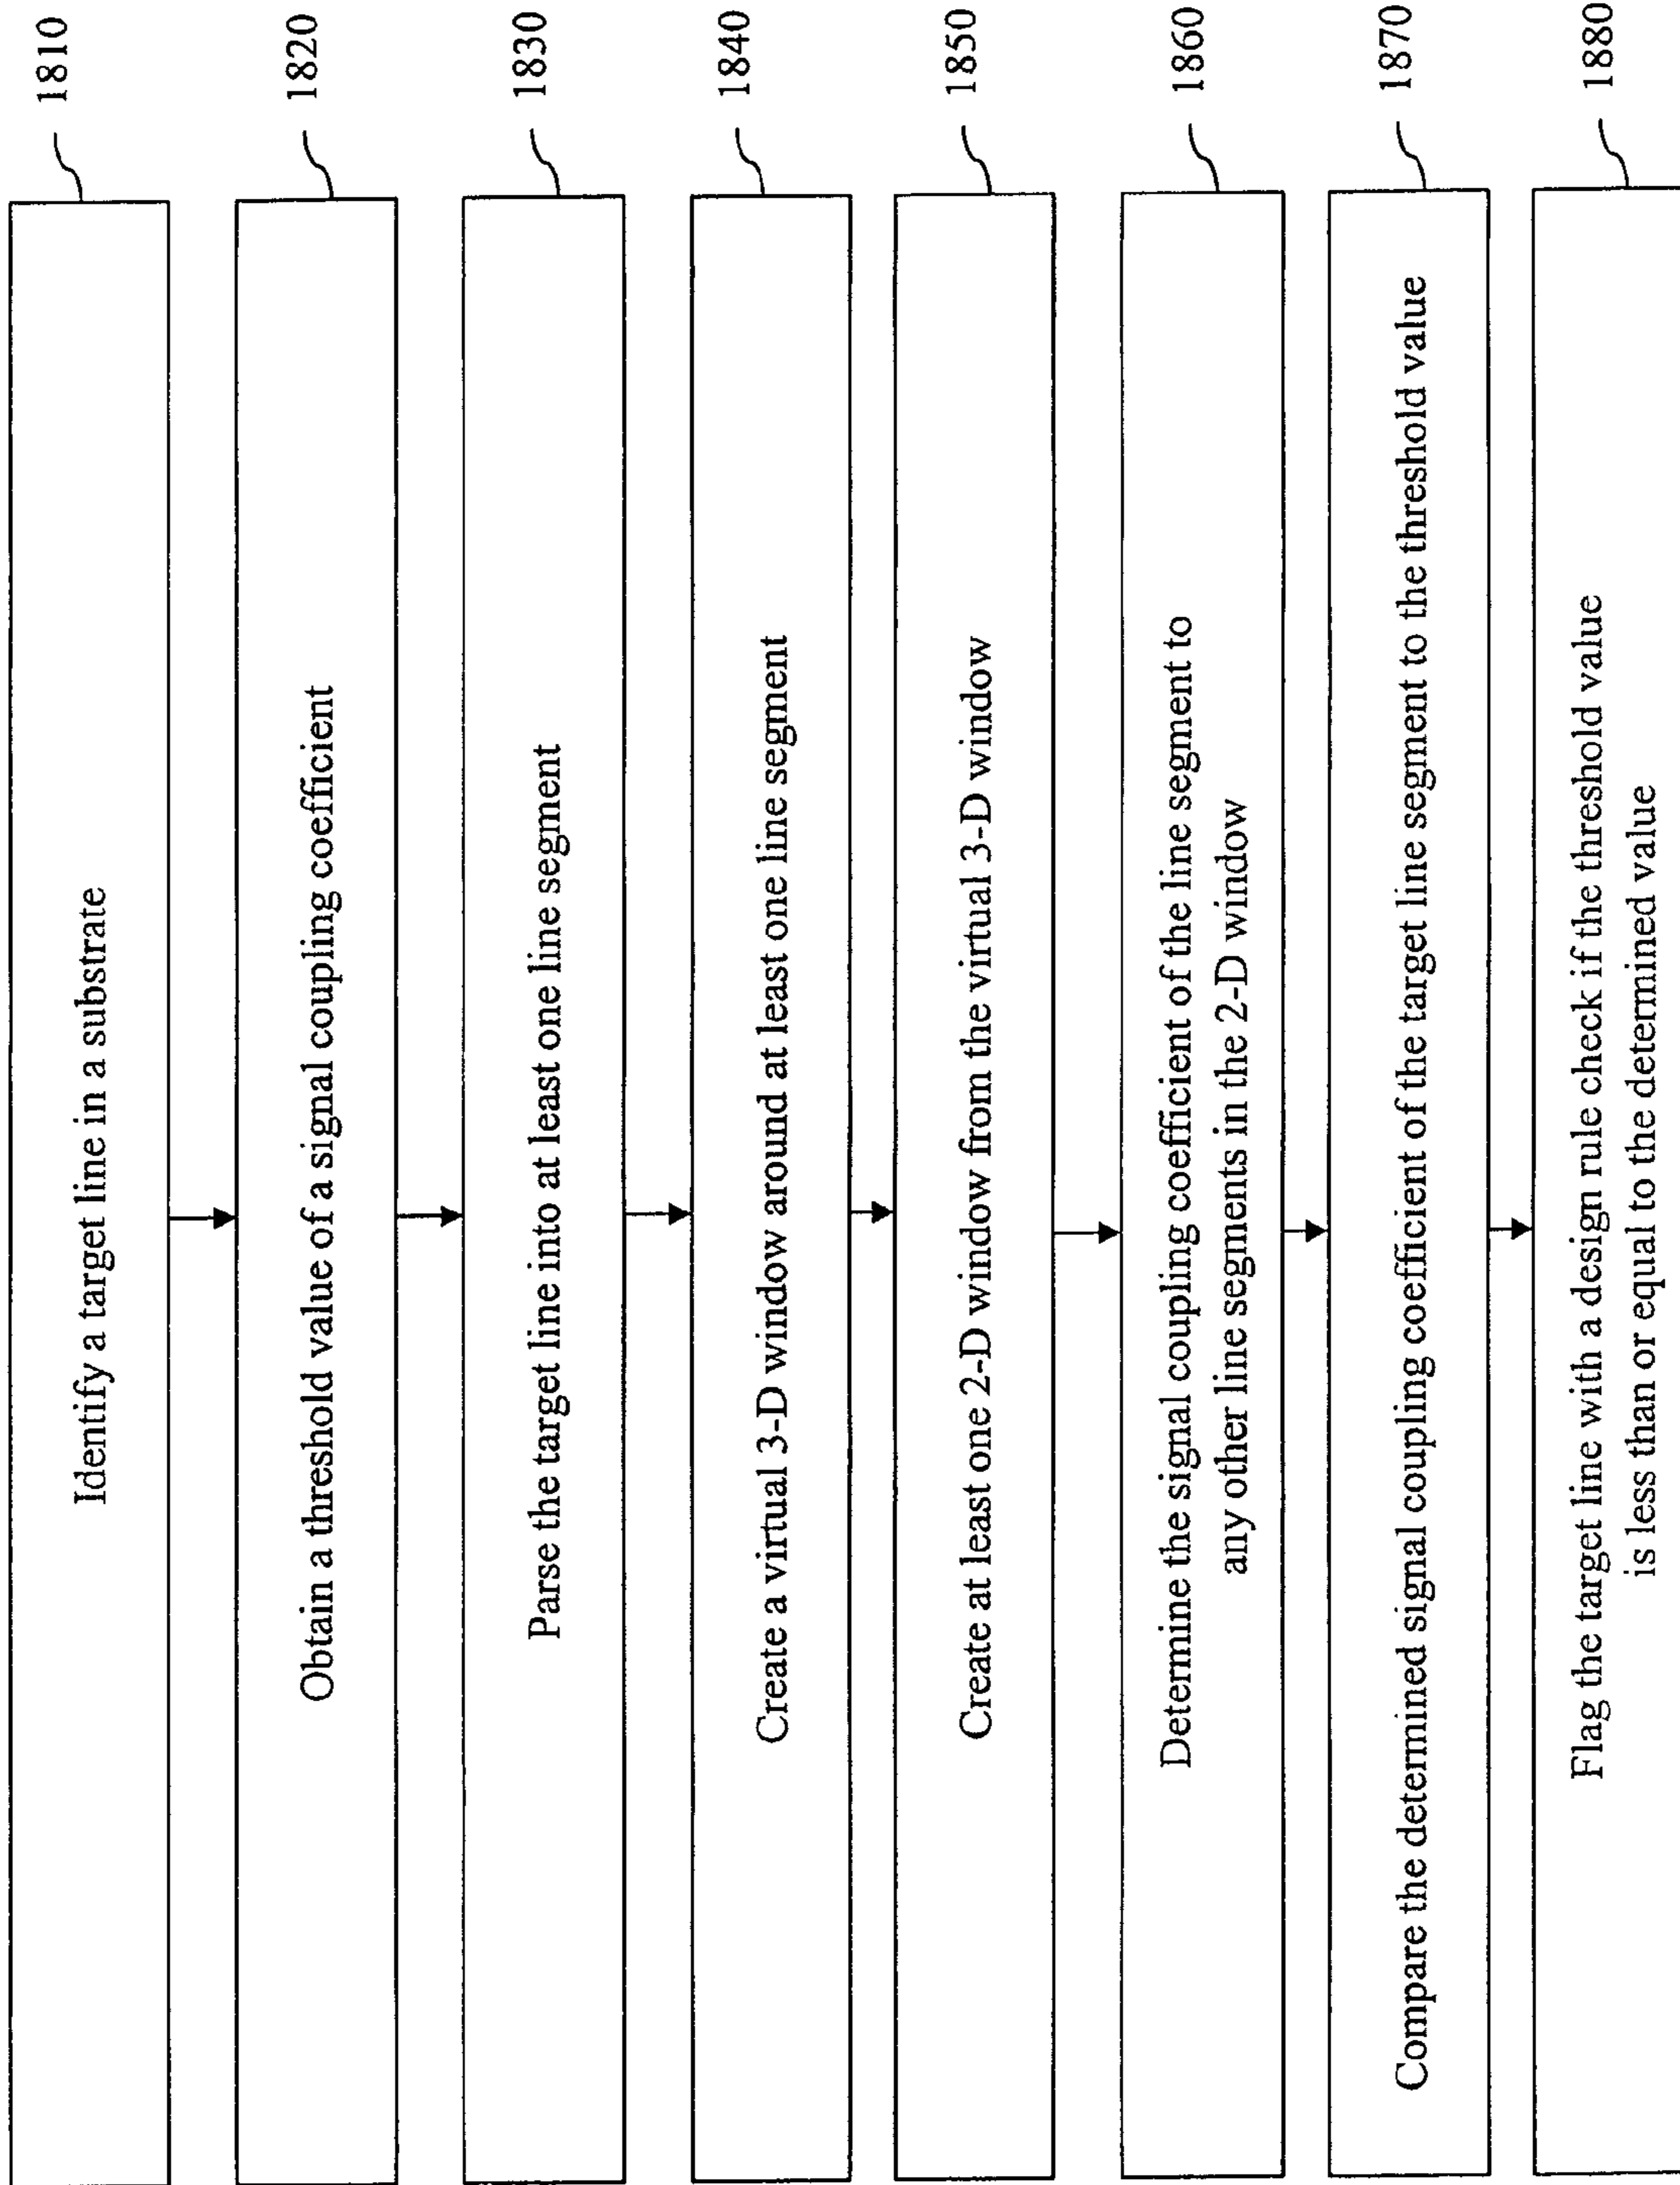 1810
Identify a target line in a substrate
1820
Obtain a threshold value of a signal coupling coefficient
1830
Parse the target line into at least one line segment
1840
Create a virtual 3-D window around at least one line segment
1850
Create at least one 2-D window from the virtual 3-D window
1860
Determine the signal coupling coefficient of the line segment to
any other line segments in the 2-D window
1870
Compare the determined signal coupling coefficient of the target line segment to the threshold value
1880
Flag the target line with a design rule check if the threshold value
is less than or equal to the determined value